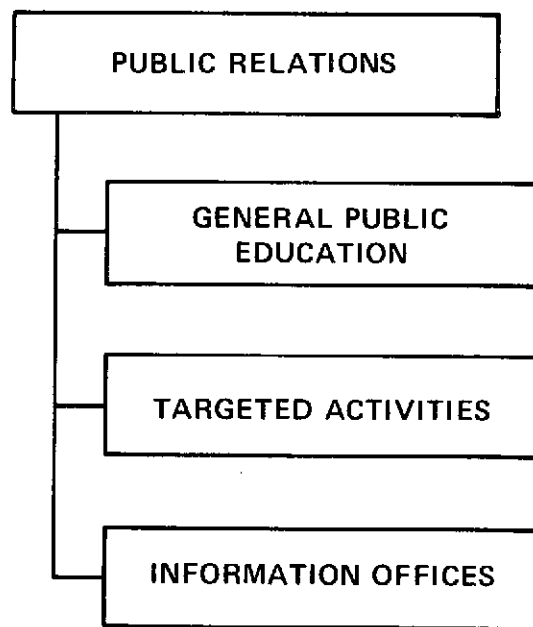 PUBLIC RELATIONS
GENERAL PUBLIC
EDUCATION
TARGETED ACTIVITIES
INFORMATION OFFICES